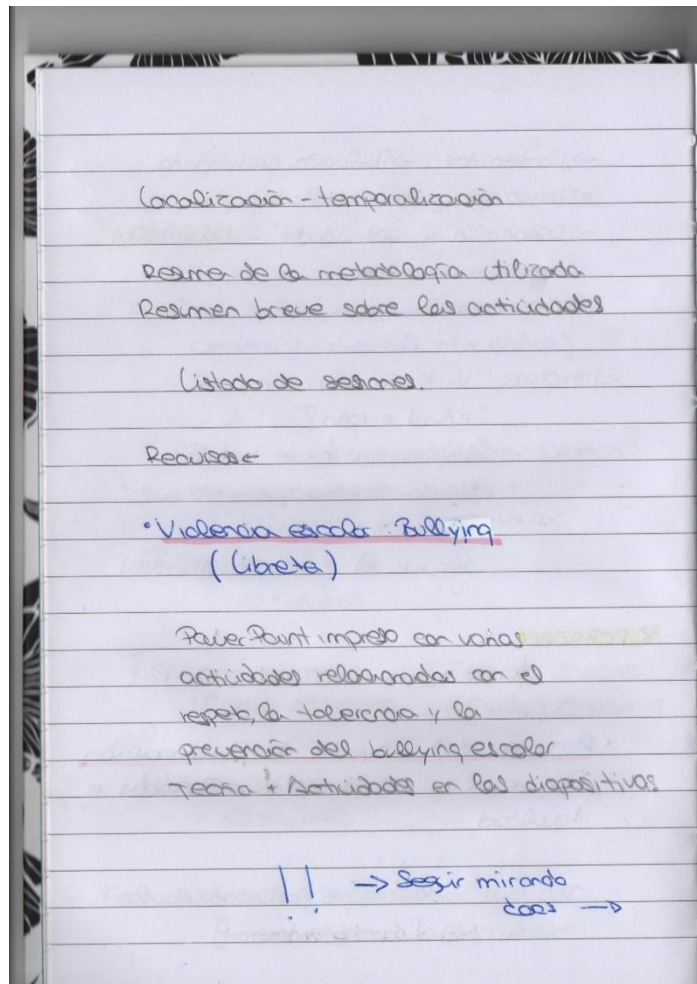 Localización - temporalización
Resumen de la metodología utilizada
Resumen breve sobre las actividades
Listado de sesiones.
Recursos ←
• Violencia escolar. Bullying
(Libreta)
PowerPoint impreso con varias
actividades relacionadas con el
respeto, la tolerancia y la
prevención del bullying escolar
Teoría + Actividades en las diapositivas
!! → Seguir mirando
docs →